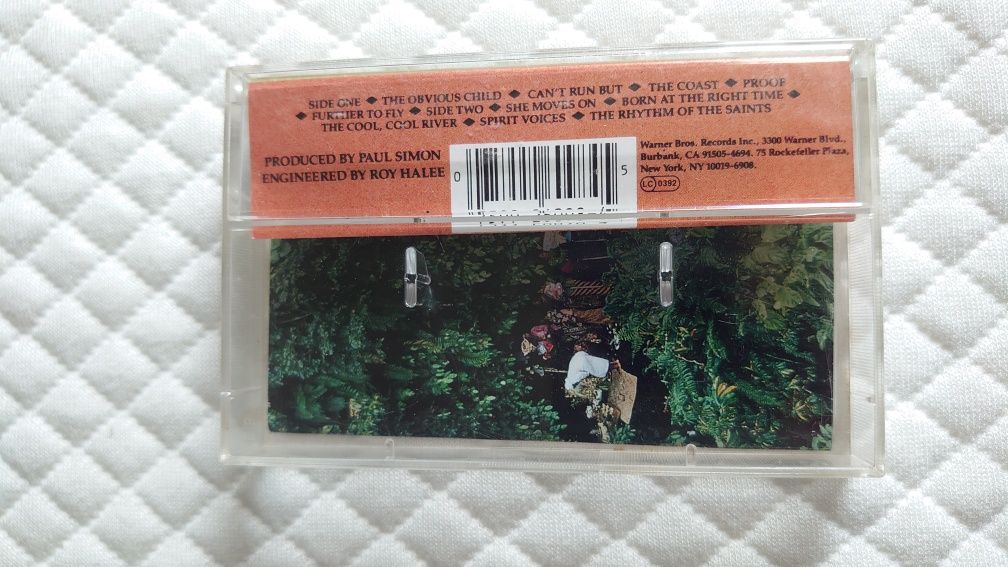 SIDE ONE ◆ THE OBVIOUS CHILD ◆ CAN'T RUN BUT ◆ THE COAST ◆ PROOF
◆ FURTHER TO FLY ◆ SIDE TWO ◆ SHE MOVES ON ◆ BORN AT THE RIGHT TIME ◆
THE COOL, COOL RIVER ◆ SPIRIT VOICES ◆ THE RHYTHM OF THE SAINTS
PRODUCED BY PAUL SIMON
ENGINEERED BY ROY HALEE
0
5
Warner Bros. Records Inc., 3300 Warner Blvd.,
Burbank, CA 91505-4694. 75 Rockefeller Plaza,
New York, NY 10019-6908.
LC 0392